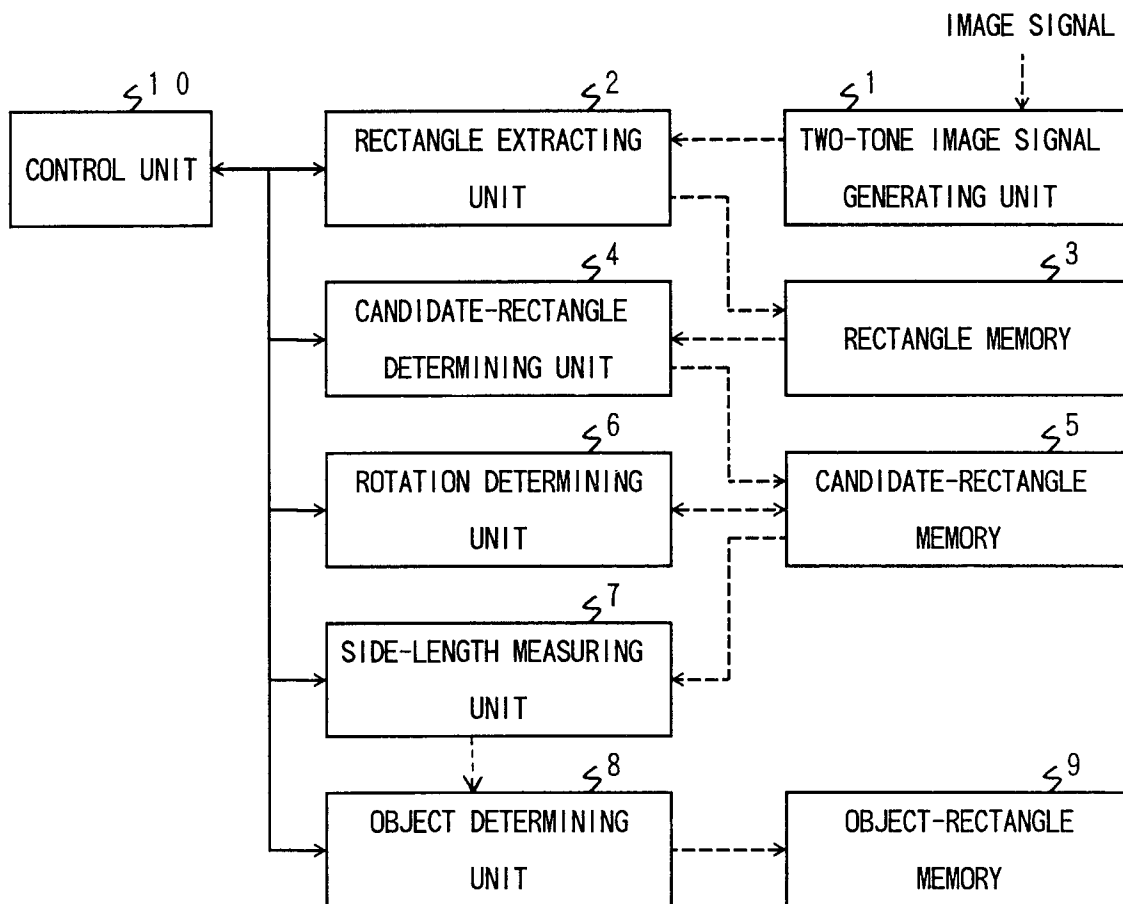 IMAGE SIGNAL
10
2
1
CONTROL UNIT
RECTANGLE EXTRACTING
UNIT
TWO-TONE IMAGE SIGNAL
GENERATING UNIT
4
3
CANDIDATE-RECTANGLE
DETERMINING UNIT
RECTANGLE MEMORY
6
5
ROTATION DETERMINING
UNIT
CANDIDATE-RECTANGLE
MEMORY
7
SIDE-LENGTH MEASURING
UNIT
8
9
OBJECT DETERMINING
UNIT
OBJECT-RECTANGLE
MEMORY